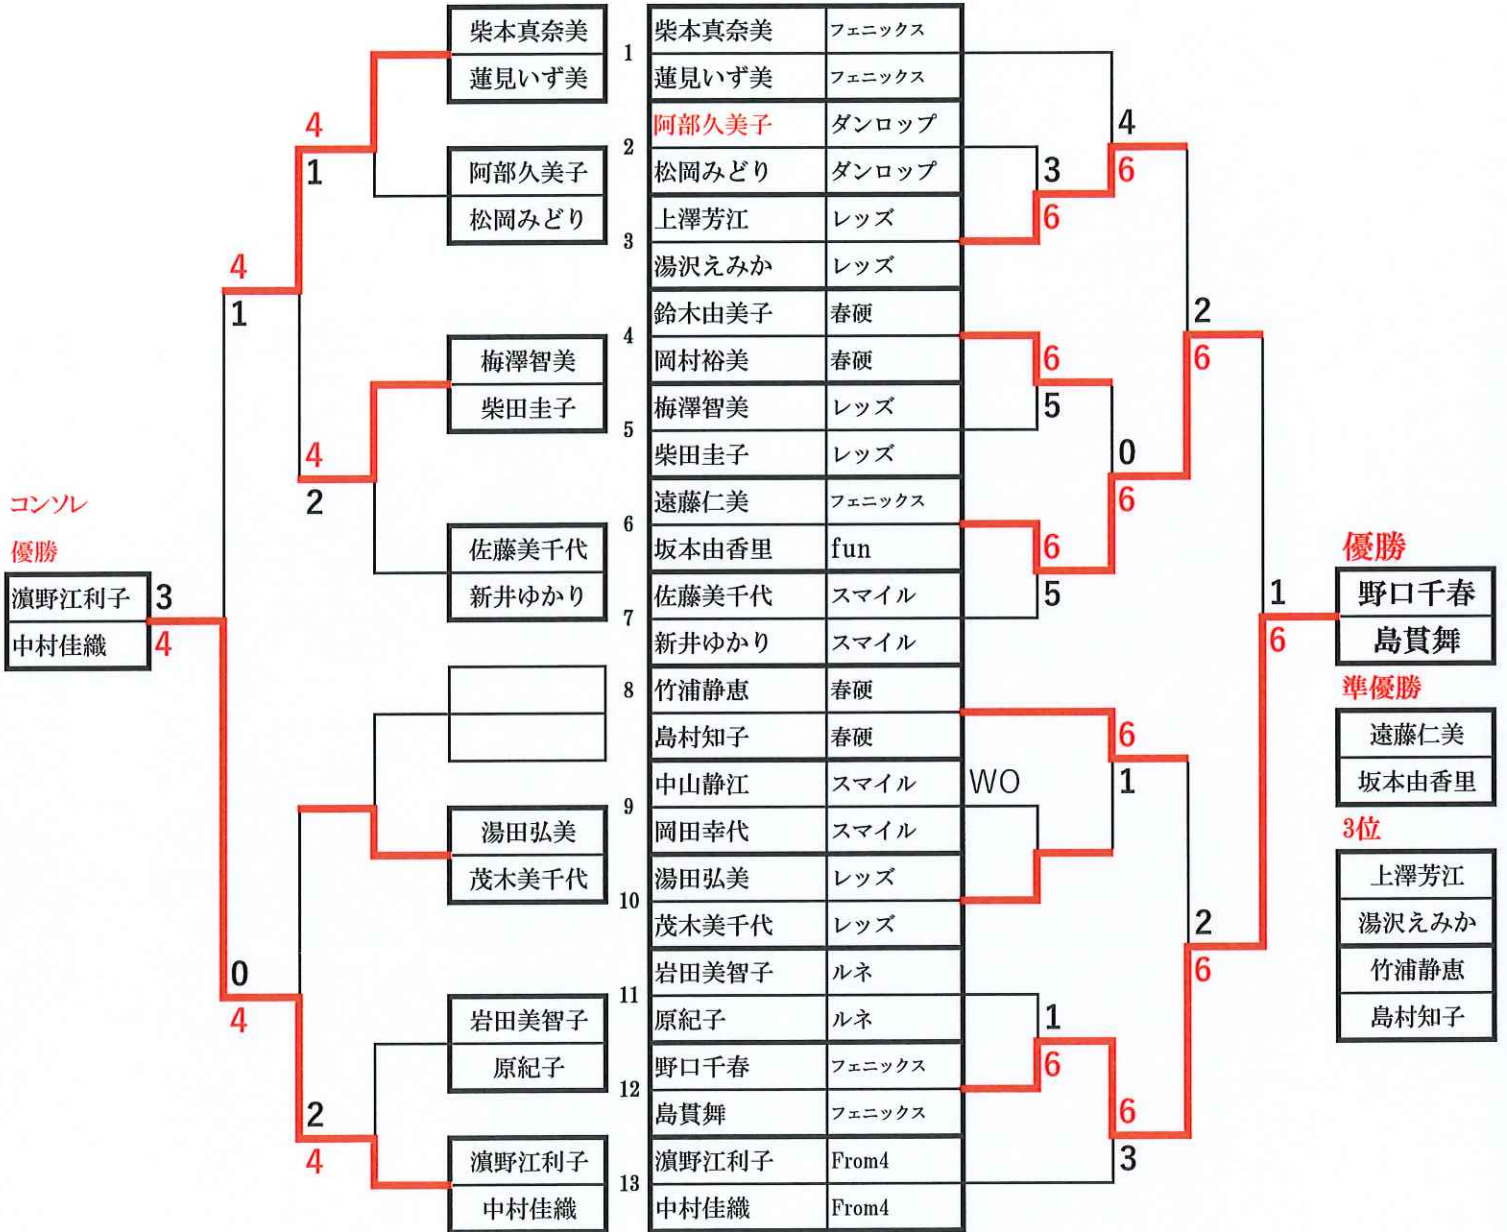 コンソレ
優勝
濵野江利子
中村佳織
3
4
4
1
4
1
4
2
0
4
2
4
柴本真奈美
蓮見いず美
阿部久美子
松岡みどり
梅澤智美
柴田圭子
佐藤美千代
新井ゆかり
湯田弘美
茂木美千代
岩田美智子
原紀子
濵野江利子
中村佳織
1 柴本真奈美 フェニックス
蓮見いず美 フェニックス
2 阿部久美子 ダンロップ
松岡みどり ダンロップ
3 上澤芳江 レッズ
湯沢えみか レッズ
4 鈴木由美子 春硬
岡村裕美 春硬
5 梅澤智美 レッズ
柴田圭子 レッズ
6 遠藤仁美 フェニックス
坂本由香里 fun
7 佐藤美千代 スマイル
新井ゆかり スマイル
8 竹浦静恵 春硬
島村知子 春硬
9 中山静江 スマイル WO
岡田幸代 スマイル
10 湯田弘美 レッズ
茂木美千代 レッズ
11 岩田美智子 ルネ
原紀子 ルネ
12 野口千春 フェニックス
島貫舞 フェニックス
13 濵野江利子 From4
中村佳織 From4
3
6
6
5
6
5
1
6
4
6
0
6
6
1
6
3
2
6
2
6
1
6
優勝
野口千春
島貫舞
準優勝
遠藤仁美
坂本由香里
3位
上澤芳江
湯沢えみか
竹浦静恵
島村知子